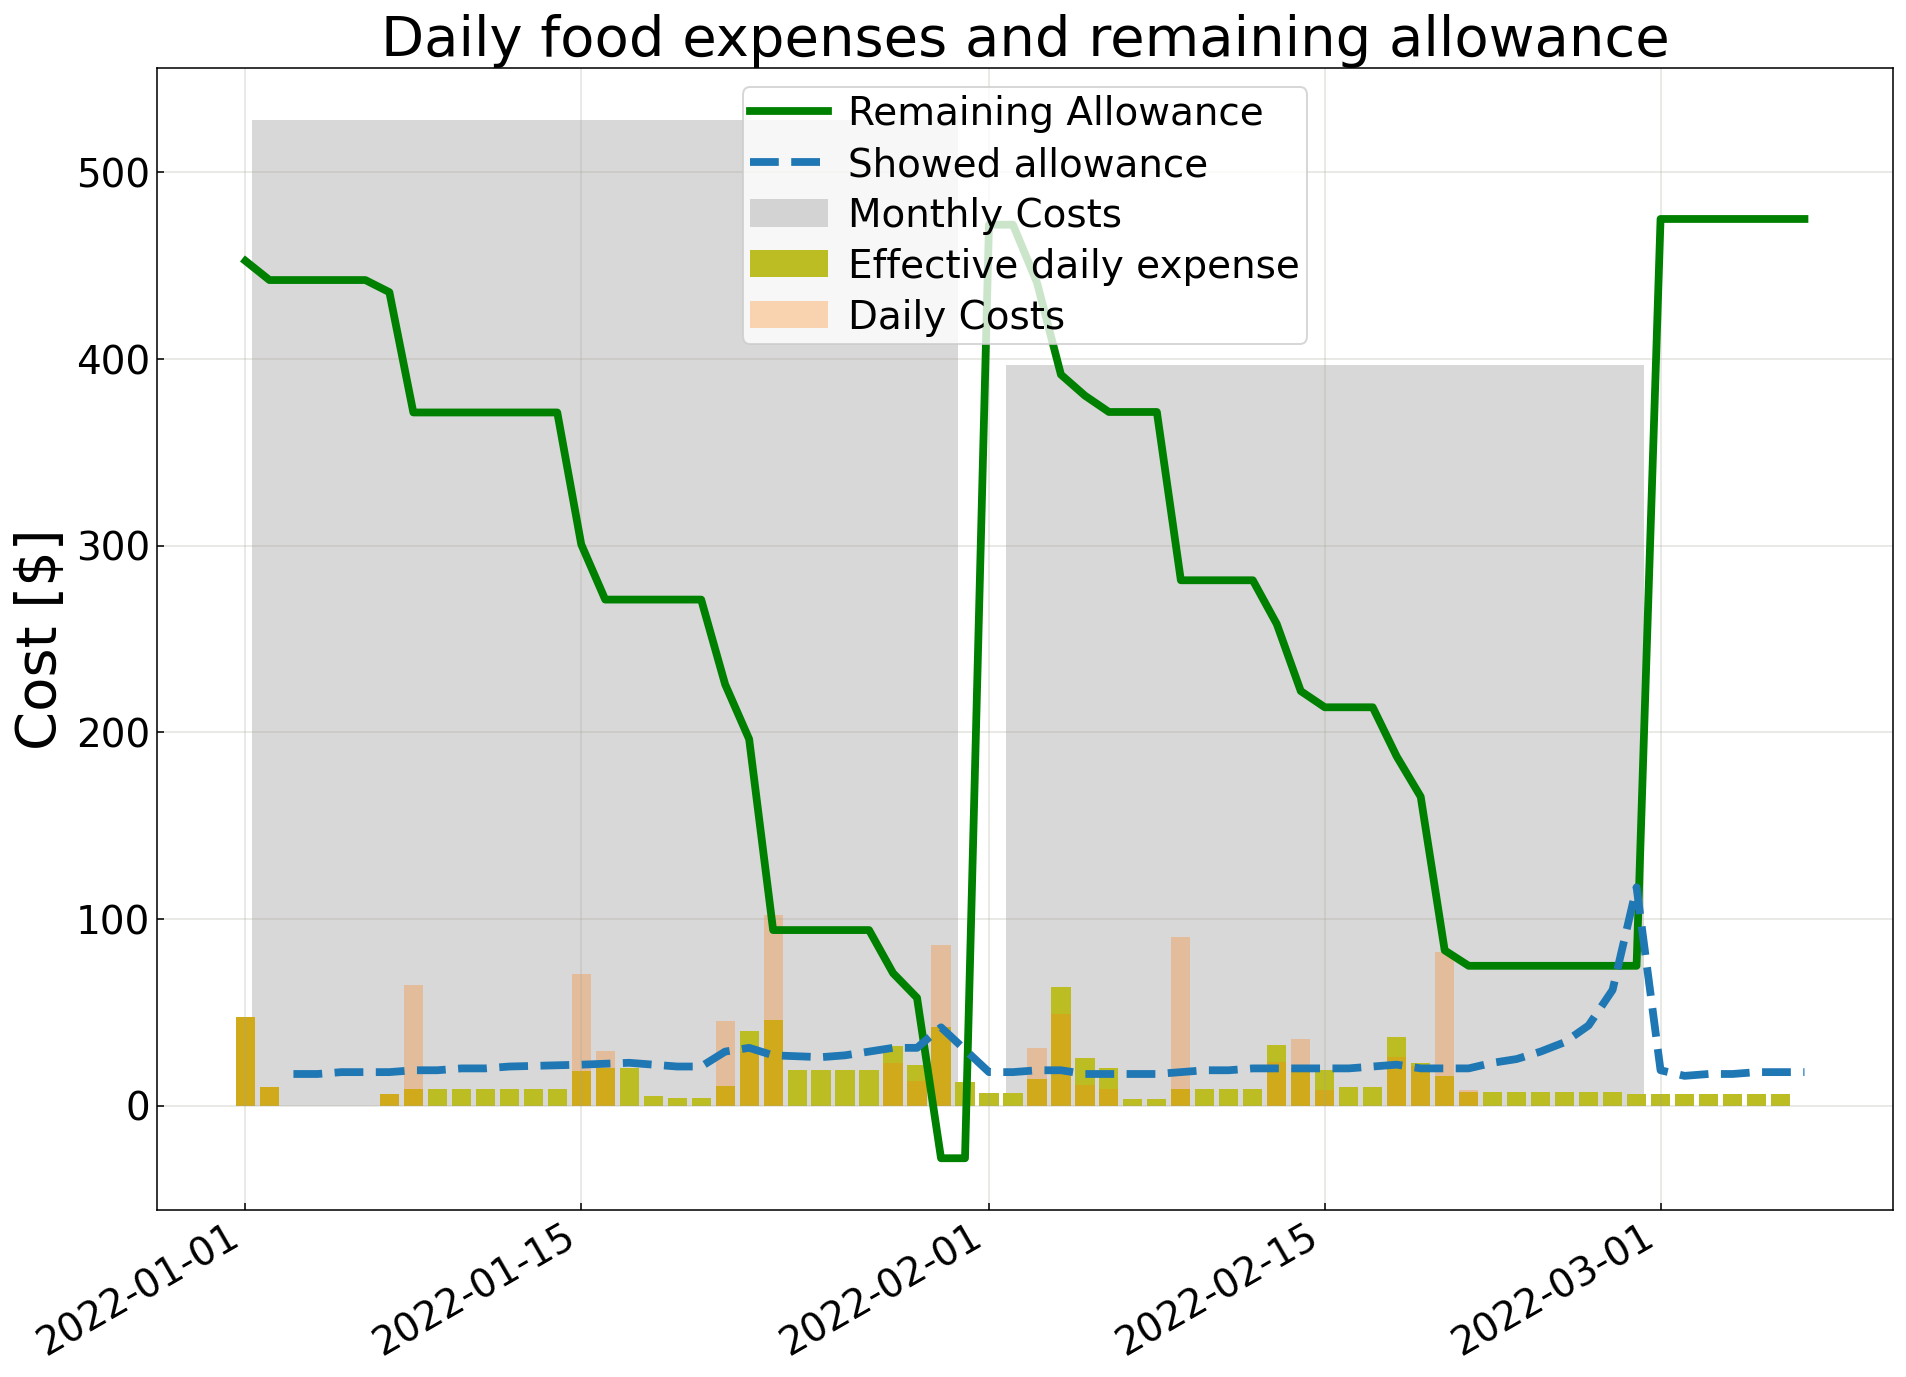 Daily food expenses and remaining allowance
Remaining Allowance
Showed allowance
Monthly Costs
Effective daily expense
Daily Costs
Cost [$]
500
400
300
200
100
0
2022-01-01
2022-01-15
2022-02-01
2022-02-15
2022-03-01